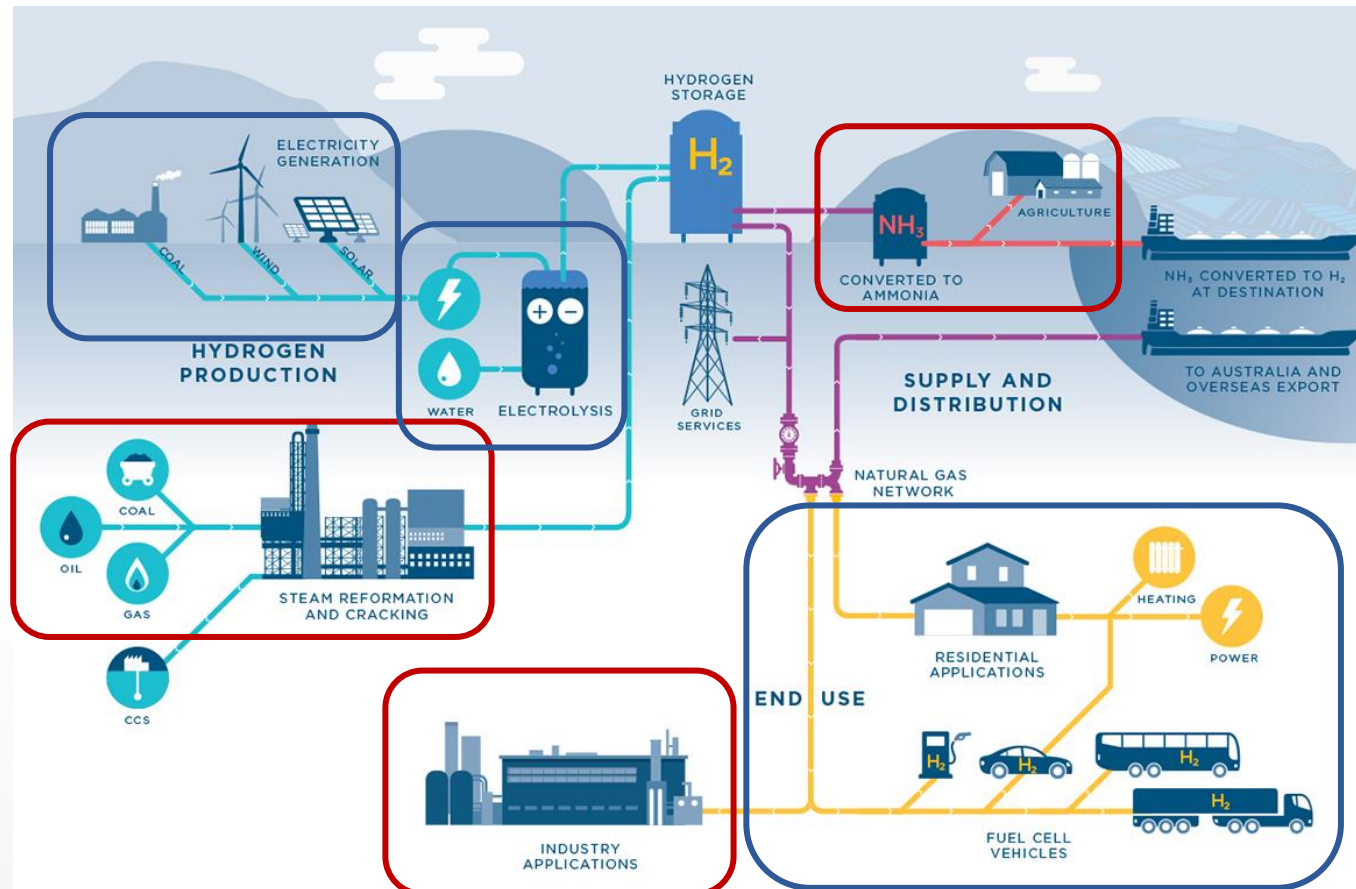 HYDROGEN
STORAGE
H₂
ELECTRICITY
GENERATION
COAL
WIND
SOLAR
HYDROGEN
PRODUCTION
WATER
ELECTROLYSIS
GRID
SERVICES
NH₃
CONVERTED TO
AMMONIA
AGRICULTURE
NH₃ CONVERTED TO H₂
AT DESTINATION
TO AUSTRALIA AND
OVERSEAS EXPORT
SUPPLY AND
DISTRIBUTION
NATURAL GAS
NETWORK
COAL
OIL
GAS
STEAM REFORMATION
AND CRACKING
CCS
INDUSTRY
APPLICATIONS
END USE
RESIDENTIAL
APPLICATIONS
HEATING
POWER
H₂
H₂
H₂
H₂
FUEL CELL
VEHICLES